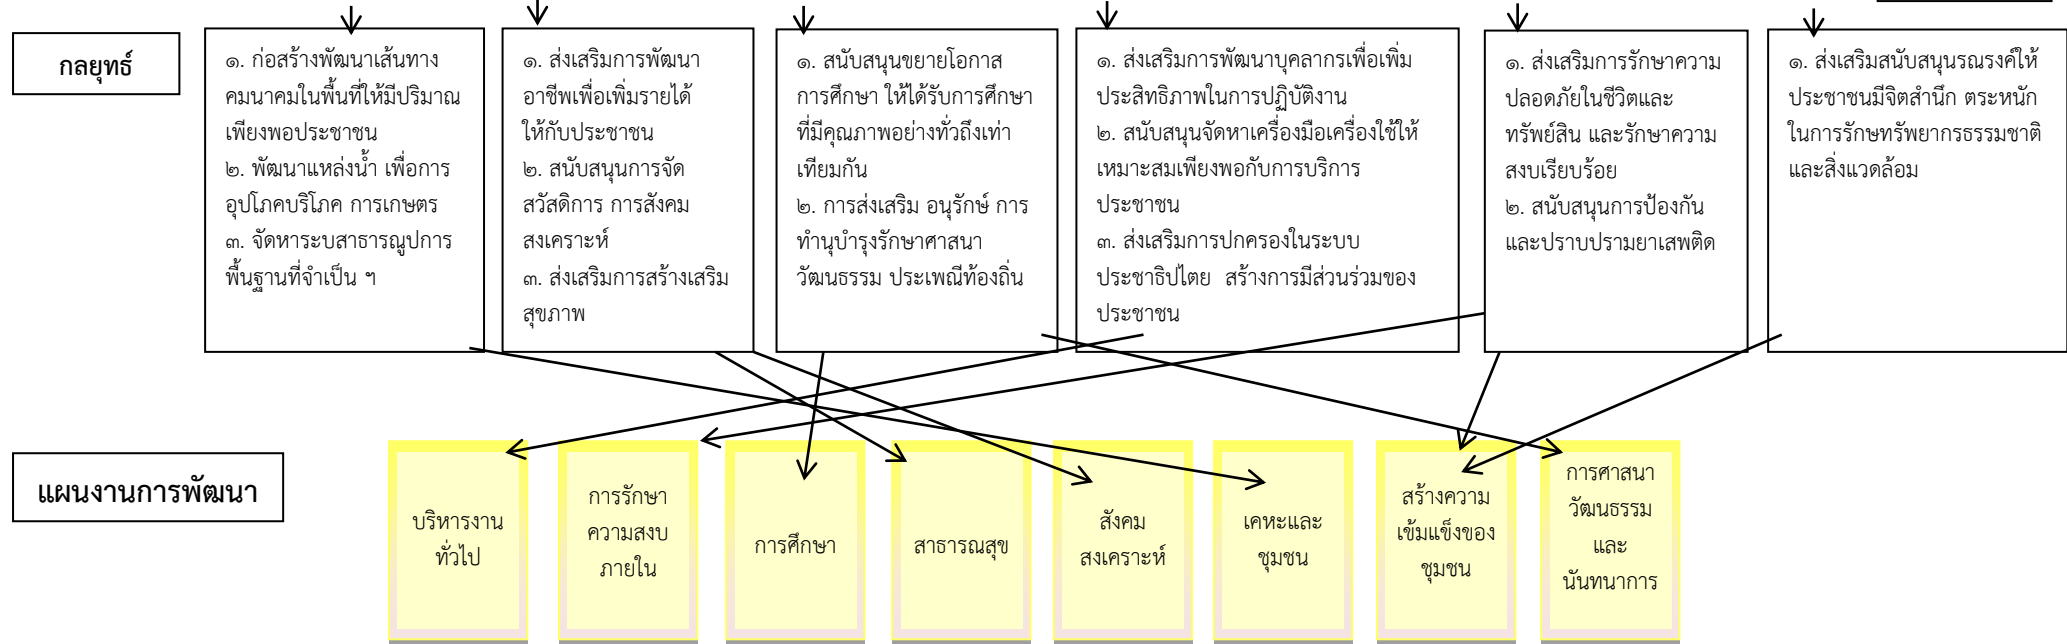 กลยุทธ์
๑. ก่อสร้างพัฒนาเส้นทาง
คมนาคมในพื้นที่ให้มีปริมาณ
เพียงพอประชาชน
๒. พัฒนาแหล่งน้ำ เพื่อการ
อุปโภคบริโภค การเกษตร
๓. จัดหาระบสาธารณูปการ
พื้นฐานที่จำเป็น ฯ
๑. ส่งเสริมการพัฒนา
อาชีพเพื่อเพิ่มรายได้
ให้กับประชาชน
๒. สนับสนุนการจัด
สวัสดิการ การสังคม
สงเคราะห์
๓. ส่งเสริมการสร้างเสริม
สุขภาพ
๑. สนับสนุนขยายโอกาส
การศึกษา ให้ได้รับการศึกษา
ที่มีคุณภาพอย่างทั่วถึงเท่า
เทียมกัน
๒. การส่งเสริม อนุรักษ์ การ
ทำนุบำรุงรักษาศาสนา
วัฒนธรรม ประเพณีท้องถิ่น
๑. ส่งเสริมการพัฒนาบุคลากรเพื่อเพิ่ม
ประสิทธิภาพในการปฏิบัติงาน
๒. สนับสนุนจัดหาเครื่องมือเครื่องใช้ให้
เหมาะสมเพียงพอกับการบริการ
ประชาชน
๓. ส่งเสริมการปกครองในระบบ
ประชาธิปไตย  สร้างการมีส่วนร่วมของ
ประชาชน
๑. ส่งเสริมการรักษาความ
ปลอดภัยในชีวิตและ
ทรัพย์สิน และรักษาความ
สงบเรียบร้อย
๒. สนับสนุนการป้องกัน
และปราบปรามยาเสพติด
๑. ส่งเสริมสนับสนุนรณรงค์ให้
ประชาชนมีจิตสำนึก ตระหนัก
ในการรักษทรัพยากรธรรมชาติ
และสิ่งแวดล้อม
แผนงานการพัฒนา
บริหารงาน
ทั่วไป
การรักษา
ความสงบ
ภายใน
การศึกษา
สาธารณสุข
สังคม
สงเคราะห์
เคหะและ
ชุมชน
สร้างความ
เข้มแข็งของ
ชุมชน
การศาสนา
วัฒนธรรม
และ
นันทนาการ